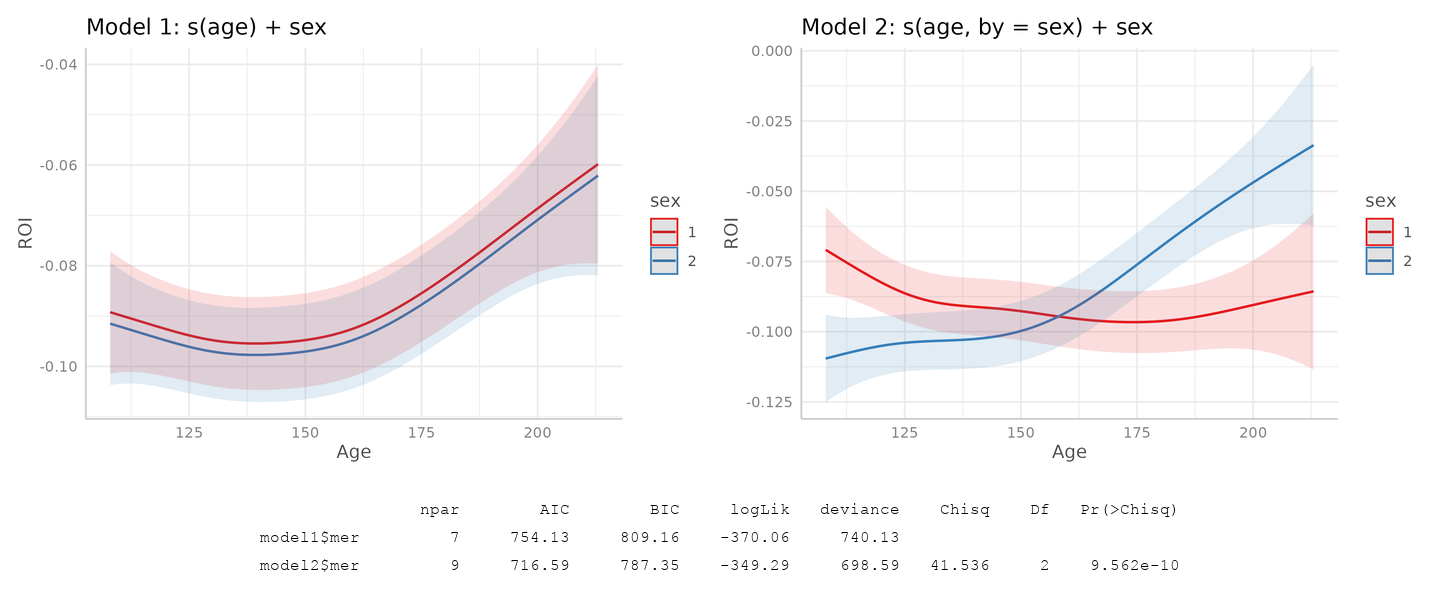 Model 1: s(age) + sex
-0.04
-0.06
-0.08
-0.10
ROI
125 150 175 200
Age
sex
1
2
Model 2: s(age, by = sex) + sex
0.000
-0.025
-0.050
-0.075
-0.100
-0.125
ROI
125 150 175 200
Age
sex
1
2
npar AIC BIC logLik deviance Chisq Df Pr(>Chisq)
model1$mer 7 754.13 809.16 -370.06 740.13
model2$mer 9 716.59 787.35 -349.29 698.59 41.536 2 9.562e-10